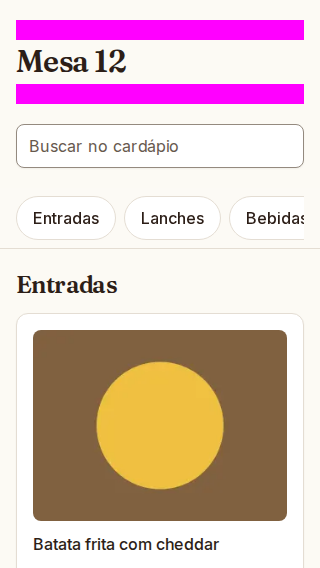 Mesa 12
Buscar no cardápio
Entradas
Lanches
Bebidas
Entradas
Batata frita com cheddar